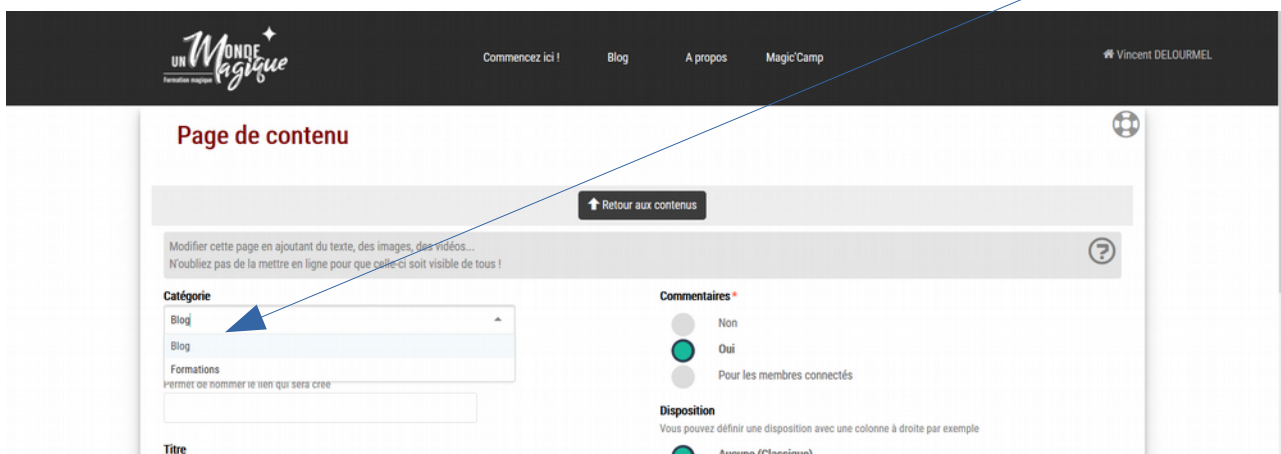 UN Monde Magique
Formation magique
Commencez ici !
Blog
A propos
Magic'Camp
Vincent DELOURMEL
Page de contenu
Retour aux contenus
Modifier cette page en ajoutant du texte, des images, des vidéos...
N'oubliez pas de la mettre en ligne pour que celle-ci soit visible de tous !
Catégorie
Blog
Blog
Formations
Permet de nommer le lien qui sera créé
Titre
Commentaires *
Non
Oui
Pour les membres connectés
Disposition
Vous pouvez définir une disposition avec une colonne à droite par exemple
Aucune (Classique)